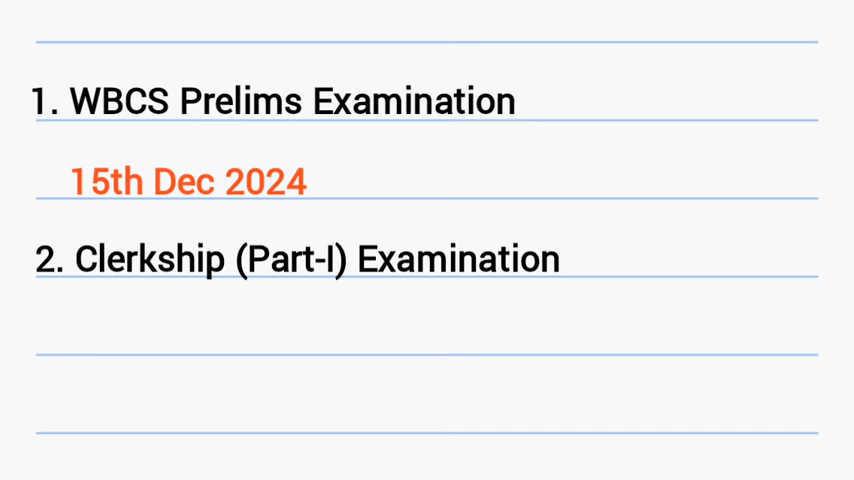 1. WBCS Prelims Examination
15th Dec 2024
2. Clerkship (Part-I) Examination